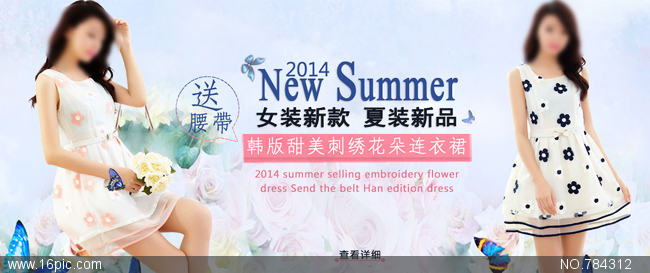 送
腰帶
2014
New Summer
女装新款 夏装新品
韩版甜美刺绣花朵连衣裙
2014 summer selling embroidery flower
dress Send the belt Han edition dress
查看详细
www.16pic.com
NO.784312